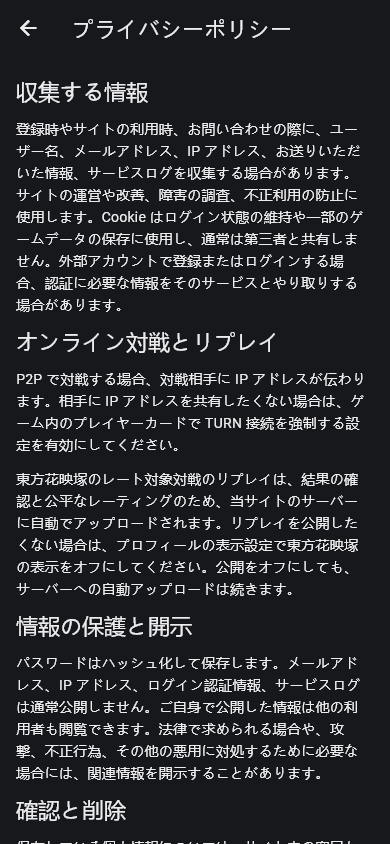 プライバシーポリシー
収集する情報
登録時やサイトの利用時、お問い合わせの際に、ユー
ザー名、メールアドレス、IP アドレス、お送りいただ
いた情報、サービスログを収集する場合があります。
サイトの運営や改善、障害の調査、不正利用の防止に
使用します。Cookie はログイン状態の維持や一部のゲ
ームデータの保存に使用し、通常は第三者と共有しま
せん。外部アカウントで登録またはログインする場
合、認証に必要な情報をそのサービスとやり取りする
場合があります。
オンライン対戦とリプレイ
P2P で対戦する場合、対戦相手に IP アドレスが伝わり
ます。相手に IP アドレスを共有したくない場合は、ゲ
ーム内のプレイヤーカードで TURN 接続を強制する設
定を有効にしてください。
東方花映塚のレート対象対戦のリプレイは、結果の確
認と公平なレーティングのため、当サイトのサーバー
に自動でアップロードされます。リプレイを公開した
くない場合は、プロフィールの表示設定で東方花映塚
の表示をオフにしてください。公開をオフにしても、
サーバーへの自動アップロードは続きます。
情報の保護と開示
パスワードはハッシュ化して保存します。メールアド
レス、IP アドレス、ログイン認証情報、サービスログ
は通常公開しません。ご自身で公開した情報は他の利
用者も閲覧できます。法律で求められる場合や、攻
撃、不正行為、その他の悪用に対処するために必要な
場合には、関連情報を開示することがあります。
確認と削除